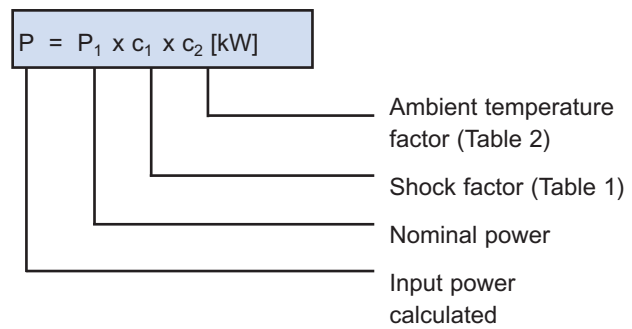 P = P₁ x c₁ x c₂ [kW]
Ambient temperature
factor (Table 2)
Shock factor (Table 1)
Nominal power
Input power
calculated